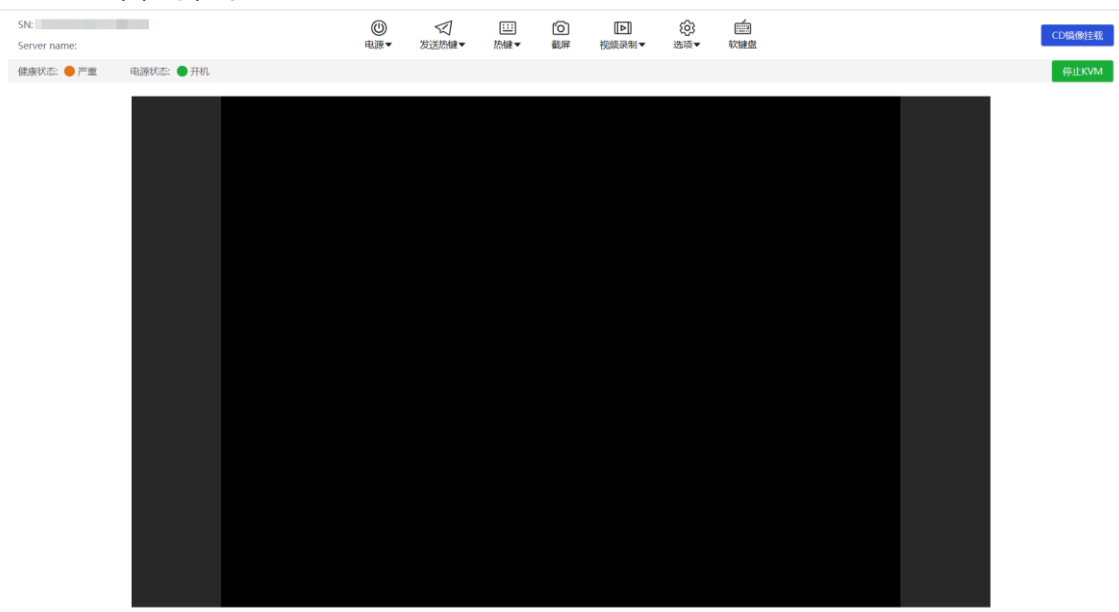 SN:
Server name:
电源▼ 发送热键▼ 热键▼ 截屏 视频录制▼ 选项▼ 软键盘
CD镜像挂载
健康状态: 严重 电源状态: 开机
停止KVM